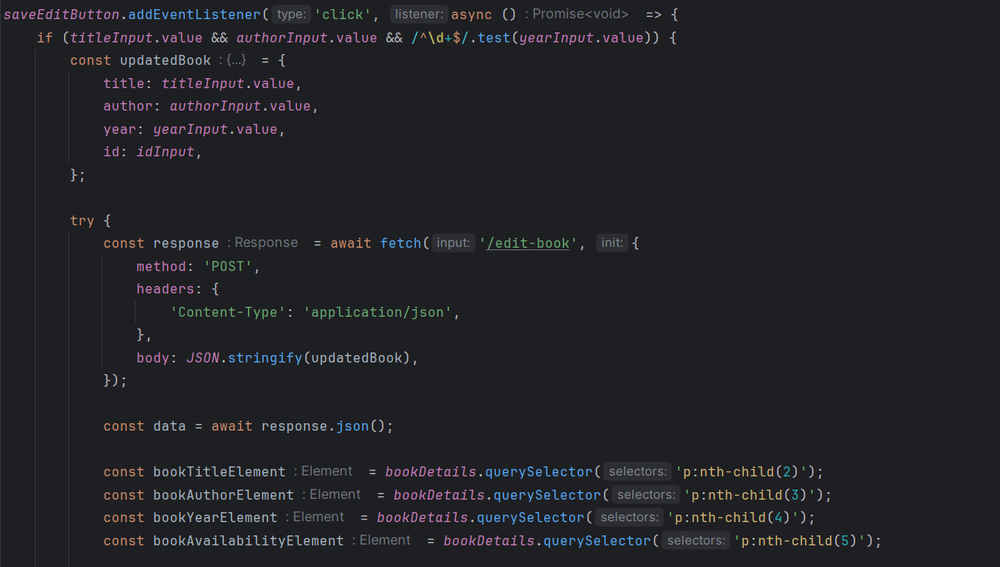 saveEditButton.addEventListener( type: 'click', listener: async () : Promise<void> => {
    if (titleInput.value && authorInput.value && /^\d+$/.test(yearInput.value)) {
        const updatedBook : {...} = {
            title: titleInput.value,
            author: authorInput.value,
            year: yearInput.value,
            id: idInput,
        };

        try {
            const response : Response = await fetch( input: '/edit-book', init: {
                method: 'POST',
                headers: {
                    'Content-Type': 'application/json',
                },
                body: JSON.stringify(updatedBook),
            });

            const data = await response.json();

            const bookTitleElement : Element = bookDetails.querySelector( selectors: 'p:nth-child(2)');
            const bookAuthorElement : Element = bookDetails.querySelector( selectors: 'p:nth-child(3)');
            const bookYearElement : Element = bookDetails.querySelector( selectors: 'p:nth-child(4)');
            const bookAvailabilityElement : Element = bookDetails.querySelector( selectors: 'p:nth-child(5)');